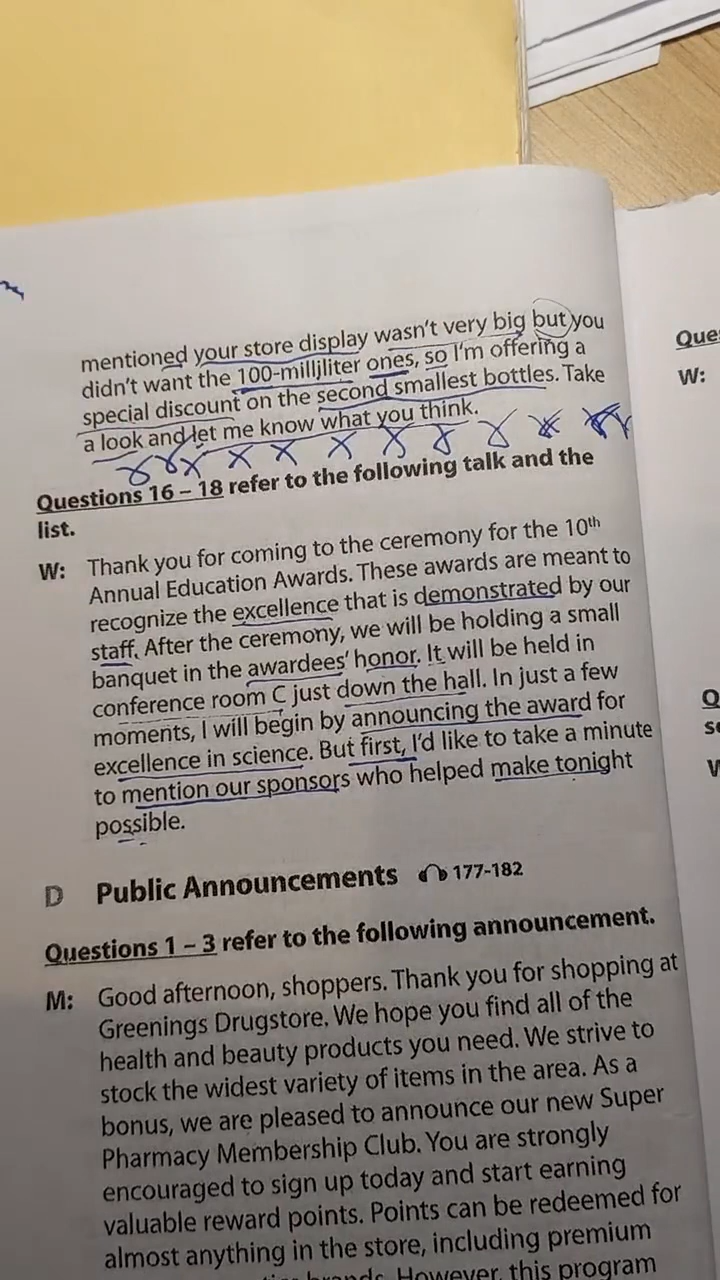 mentioned your store display wasn't very big but you
didn't want the 100-milliliter ones, so I'm offering a
special discount on the second smallest bottles. Take
a look and let me know what you think.
Questions 16 – 18 refer to the following talk and the
list.
W: Thank you for coming to the ceremony for the 10th
Annual Education Awards. These awards are meant to
recognize the excellence that is demonstrated by our
staff. After the ceremony, we will be holding a small
banquet in the awardees' honor. It will be held in
conference room C just down the hall. In just a few
moments, I will begin by announcing the award for
excellence in science. But first, I'd like to take a minute
to mention our sponsors who helped make tonight
possible.
D Public Announcements 177-182
Questions 1 – 3 refer to the following announcement.
M: Good afternoon, shoppers. Thank you for shopping at
Greenings Drugstore. We hope you find all of the
health and beauty products you need. We strive to
stock the widest variety of items in the area. As a
bonus, we are pleased to announce our new Super
Pharmacy Membership Club. You are strongly
encouraged to sign up today and start earning
valuable reward points. Points can be redeemed for
almost anything in the store, including premium
brands. However, this program
Que
W:
Q